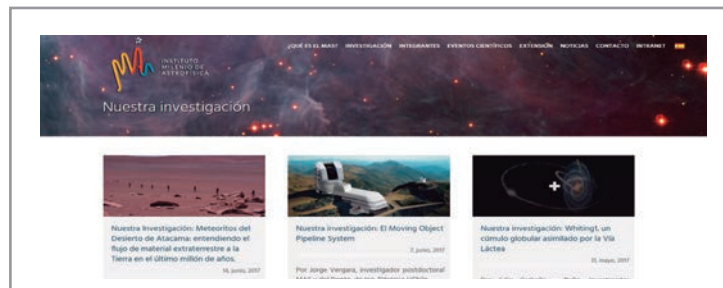 ¿QUÉ ES EL MAS? INVESTIGACIÓN INTEGRANTES EVENTOS CIENTÍFICOS EXTENSIÓN NOTICIAS CONTACTO INTRANET
INSTITUTO
MILENIO DE
ASTROFÍSICA
Nuestra investigación
Nuestra Investigación: Meteoritos del
Desierto de Atacama: entendiendo el
flujo de material extraterrestre a la
Tierra en el último millón de años.
14, junio, 2017
Nuestra investigación: El Moving Object
Pipeline System
7, junio, 2017
Por Jorge Vergara, investigador postdoctoral
Nuestra investigación: Whiting1, un
cúmulo globular asimilado por la Vía
Láctea
31, mayo, 2017